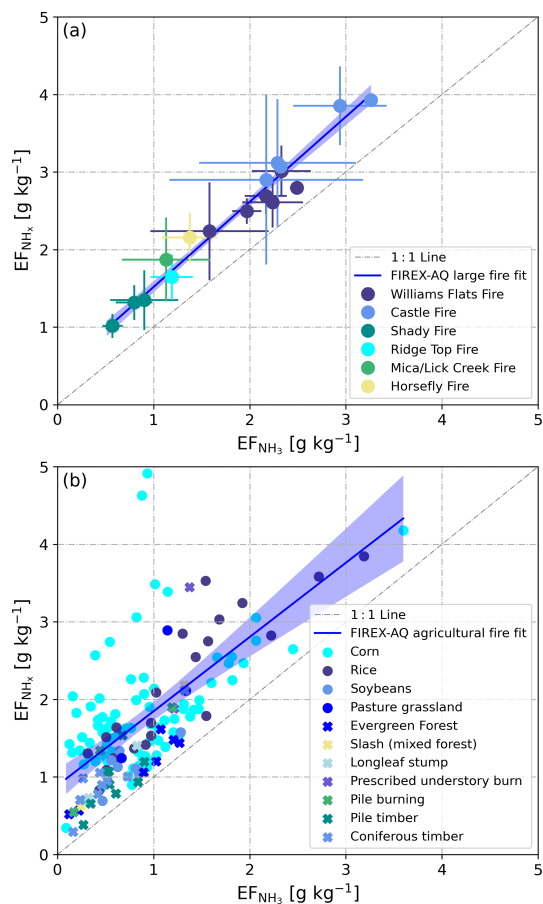 (a)
5
4
3
2
1
0
EF_NHx [g kg⁻¹]
1:1 Line
FIREX-AQ large fire fit
Williams Flats Fire
Castle Fire
Shady Fire
Ridge Top Fire
Mica/Lick Creek Fire
Horsefly Fire
0 1 2 3 4 5
EF_NH₃ [g kg⁻¹]
(b)
5
4
3
2
1
0
EF_NHx [g kg⁻¹]
1:1 Line
FIREX-AQ agricultural fire fit
Corn
Rice
Soybeans
Pasture grassland
Evergreen Forest
Slash (mixed forest)
Longleaf stump
Prescribed understory burn
Pile burning
Pile timber
Coniferous timber
0 1 2 3 4 5
EF_NH₃ [g kg⁻¹]